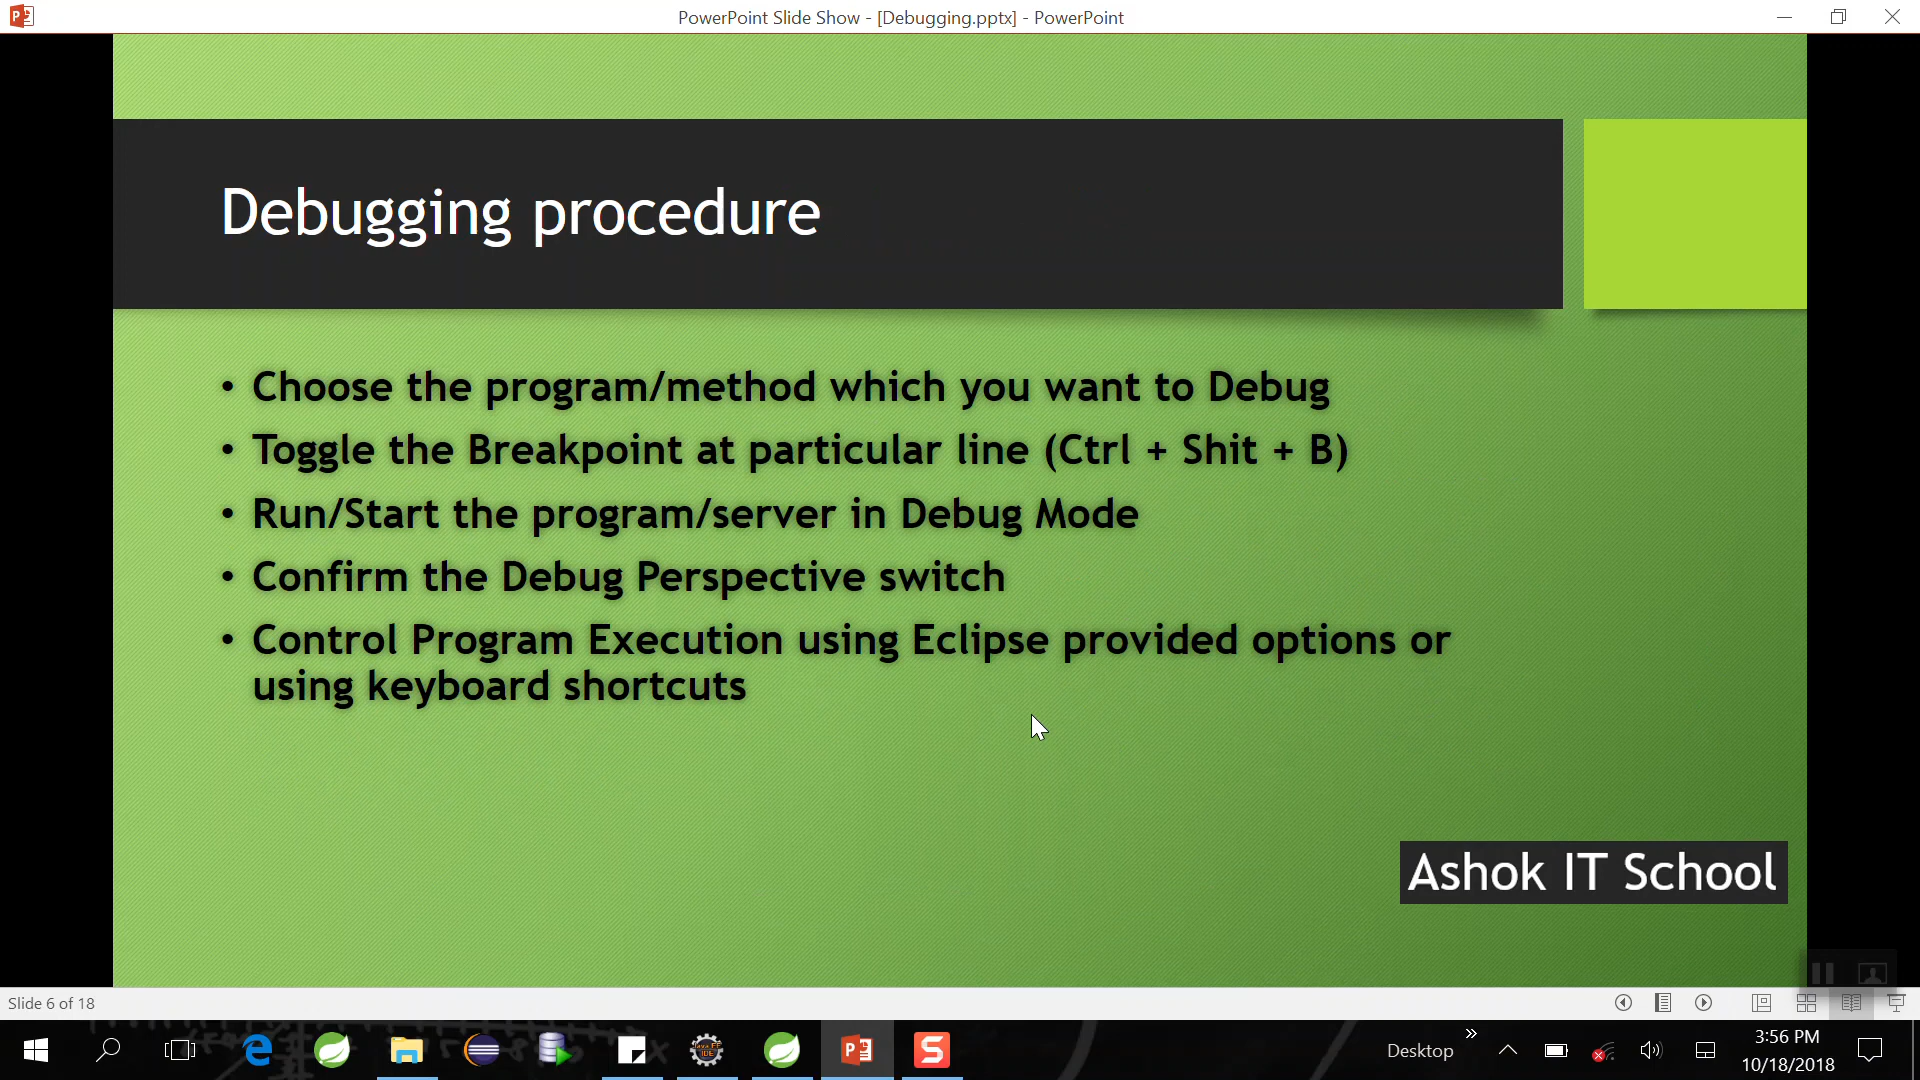 PowerPoint Slide Show - [Debugging.pptx] - PowerPoint
Debugging procedure
• Choose the program/method which you want to Debug
• Toggle the Breakpoint at particular line (Ctrl + Shit + B)
• Run/Start the program/server in Debug Mode
• Confirm the Debug Perspective switch
• Control Program Execution using Eclipse provided options or
using keyboard shortcuts
Ashok IT School
Slide 6 of 18
Desktop
3:56 PM
10/18/2018